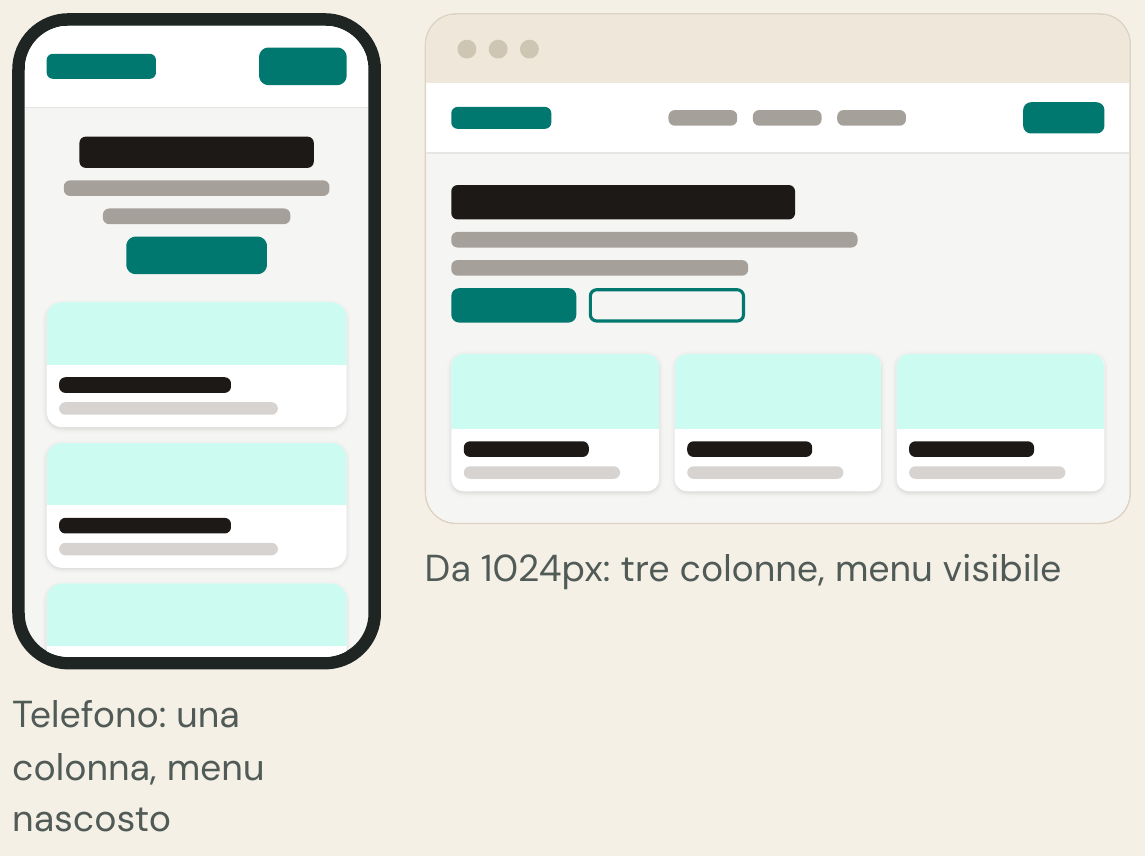 Da 1024px: tre colonne, menu visibile
Telefono: una
colonna, menu
nascosto